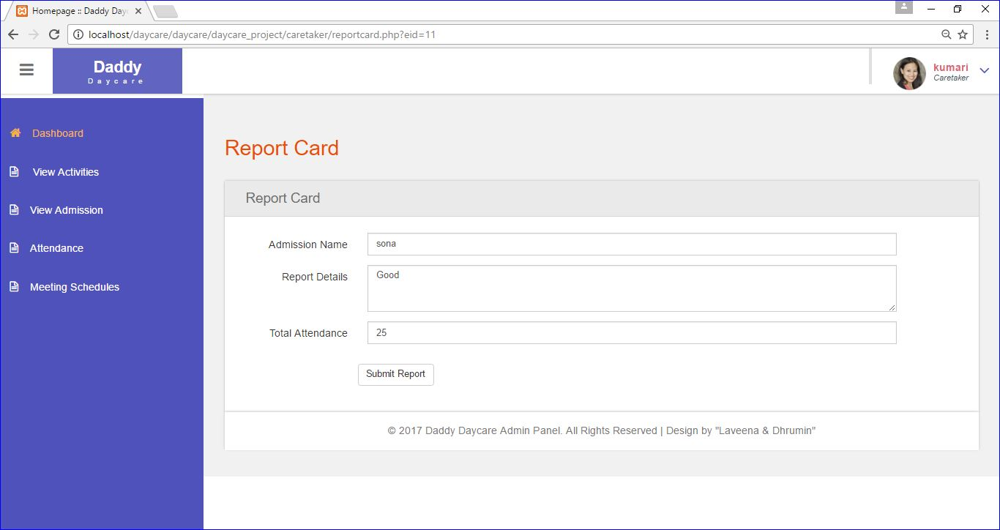 Homepage :: Daddy Day
localhost/daycare/daycare/daycare_project/caretaker/reportcard.php?eid=11
Daddy
Daycare
kumari
Caretaker
Dashboard
View Activities
View Admission
Attendance
Meeting Schedules
Report Card
Report Card
Admission Name sona
Report Details Good
Total Attendance 25
Submit Report
© 2017 Daddy Daycare Admin Panel. All Rights Reserved | Design by "Laveena & Dhrumin"